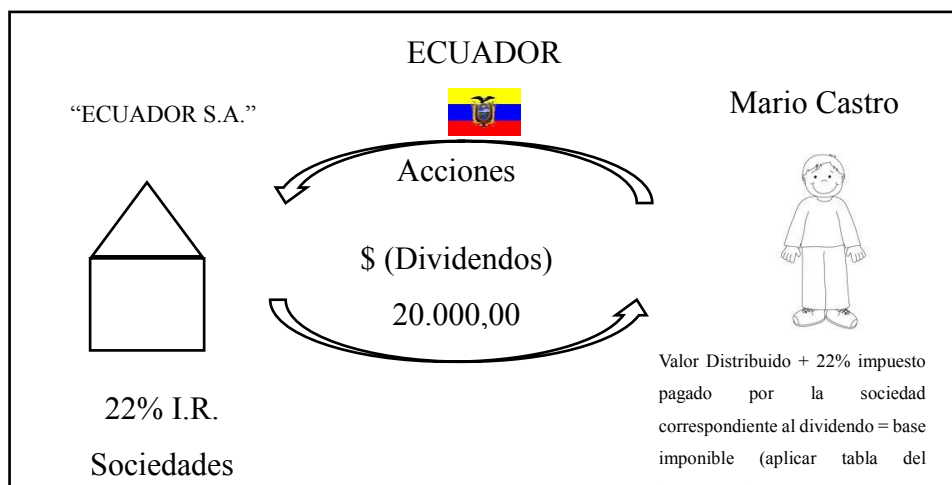 ECUADOR
“ECUADOR S.A.”
Mario Castro
Acciones
$ (Dividendos)
20.000,00
22% I.R.
Sociedades
Valor Distribuido + 22% impuesto
pagado por la sociedad
correspondiente al dividendo = base
imponible (aplicar tabla del